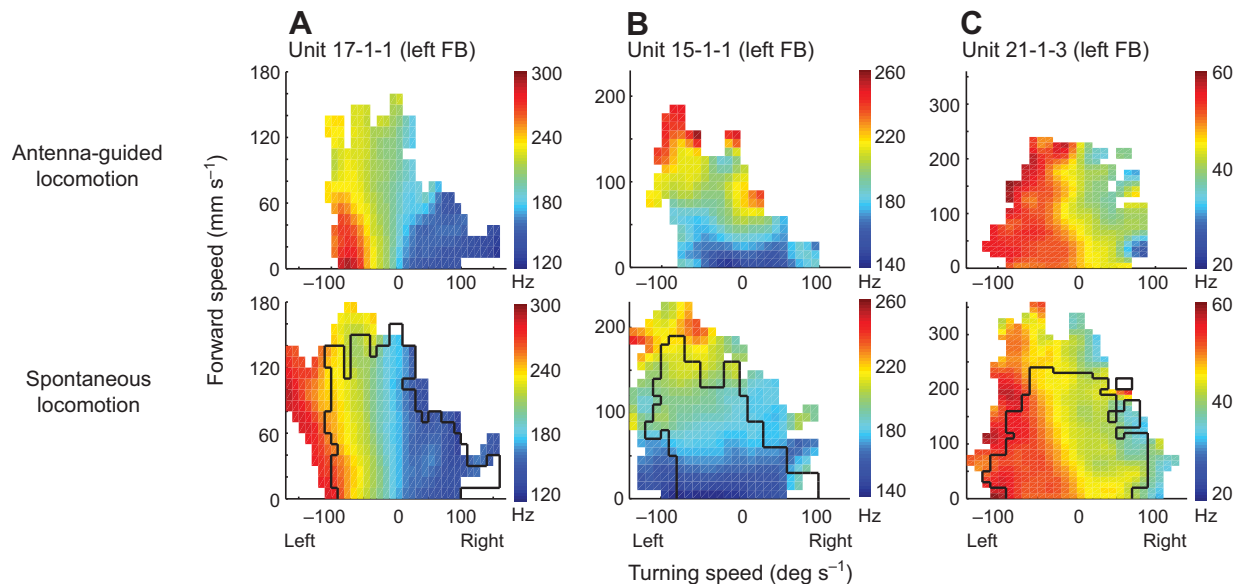 A
B
C
Unit 17-1-1 (left FB)
Unit 15-1-1 (left FB)
Unit 21-1-3 (left FB)
Antenna-guided
locomotion
Spontaneous
locomotion
Forward speed (mm s⁻¹)
180
140
100
60
0
–100 0 100 Hz
300
240
180
120
200
100
0
–100 0 100 Hz
260
220
180
140
300
200
100
0
–100 0 100 Hz
60
40
20
180
140
100
60
0
–100 0 100 Hz
Left Right
300
240
180
120
200
100
0
–100 0 100 Hz
Left Right
260
220
180
140
300
200
100
0
–100 0 100 Hz
Left Right
60
40
20
Turning speed (deg s⁻¹)